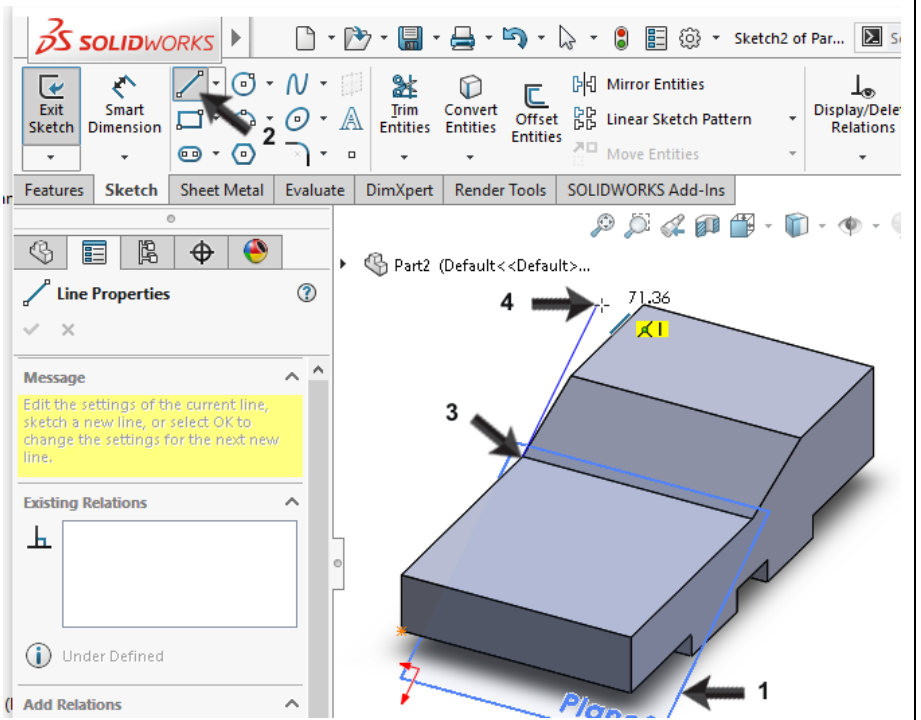 SOLIDWORKS
Sketch2 of Par...
Exit Sketch
Smart Dimension
Trim Entities
Convert Entities
Offset Entities
Mirror Entities
Linear Sketch Pattern
Move Entities
Display/Dele
Relations
2
Features Sketch Sheet Metal Evaluate DimXpert Render Tools SOLIDWORKS Add-Ins
Part2 (Default<<Default>...
Line Properties
4
71.36
Message
Edit the settings of the current line,
sketch a new line, or select OK to
change the settings for the next new
line.
3
Existing Relations
Under Defined
1
Add Relations